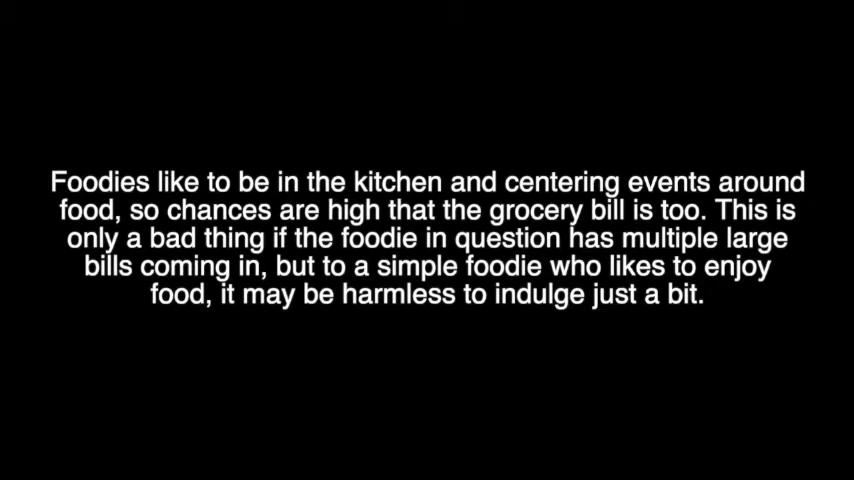 Foodies like to be in the kitchen and centering events around
food, so chances are high that the grocery bill is too. This is
only a bad thing if the foodie in question has multiple large
bills coming in, but to a simple foodie who likes to enjoy
food, it may be harmless to indulge just a bit.